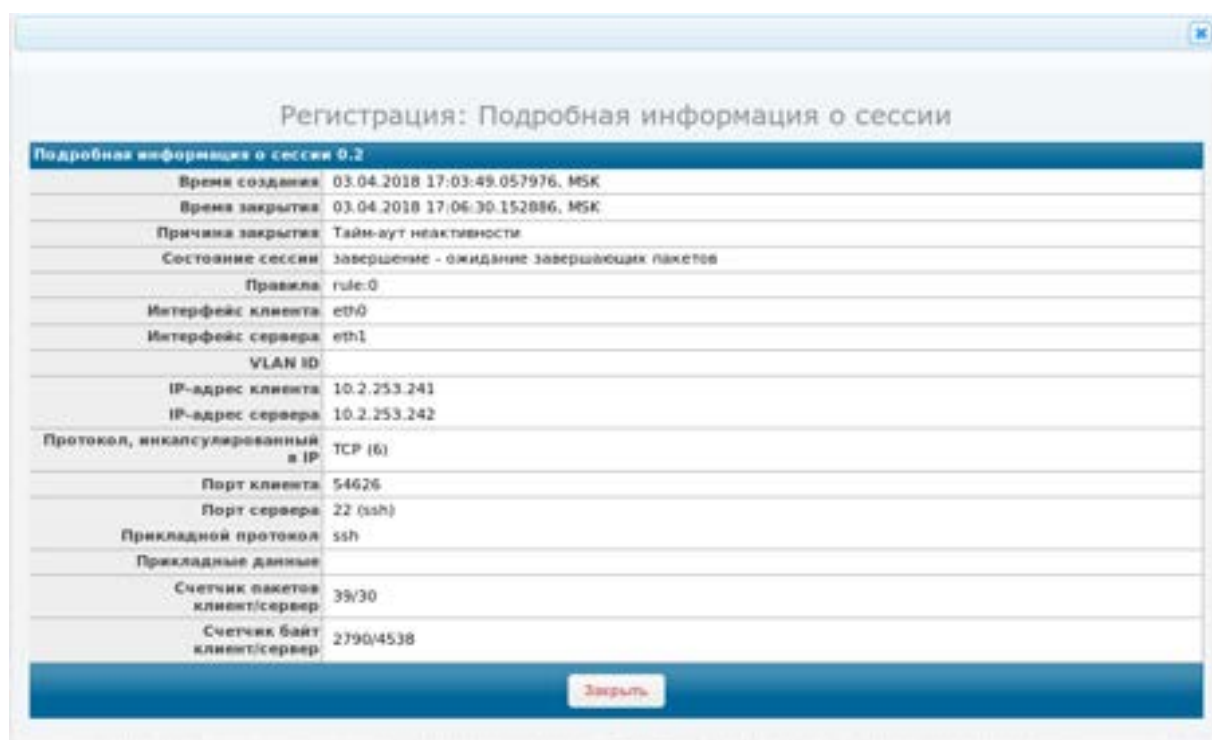 Регистрация: Подробная информация о сессии
Подробная информация о сессии 0.2
Время создания 03.04.2018 17:03:49.057976, MSK
Время закрытия 03.04.2018 17:06:30.152886, MSK
Причина закрытия Тайм-аут неактивности
Состояние сессии завершение - ожидание завершающих пакетов
Правила rule:0
Интерфейс клиента eth0
Интерфейс сервера eth1
VLAN ID
IP-адрес клиента 10.2.253.241
IP-адрес сервера 10.2.253.242
Протокол, инкапсулированный
в IP TCP (6)
Порт клиента 54626
Порт сервера 22 (ssh)
Прикладной протокол ssh
Прикладные данные
Счетчик пакетов
клиент/сервер 39/30
Счетчик байт
клиент/сервер 2790/4538
Закрыть